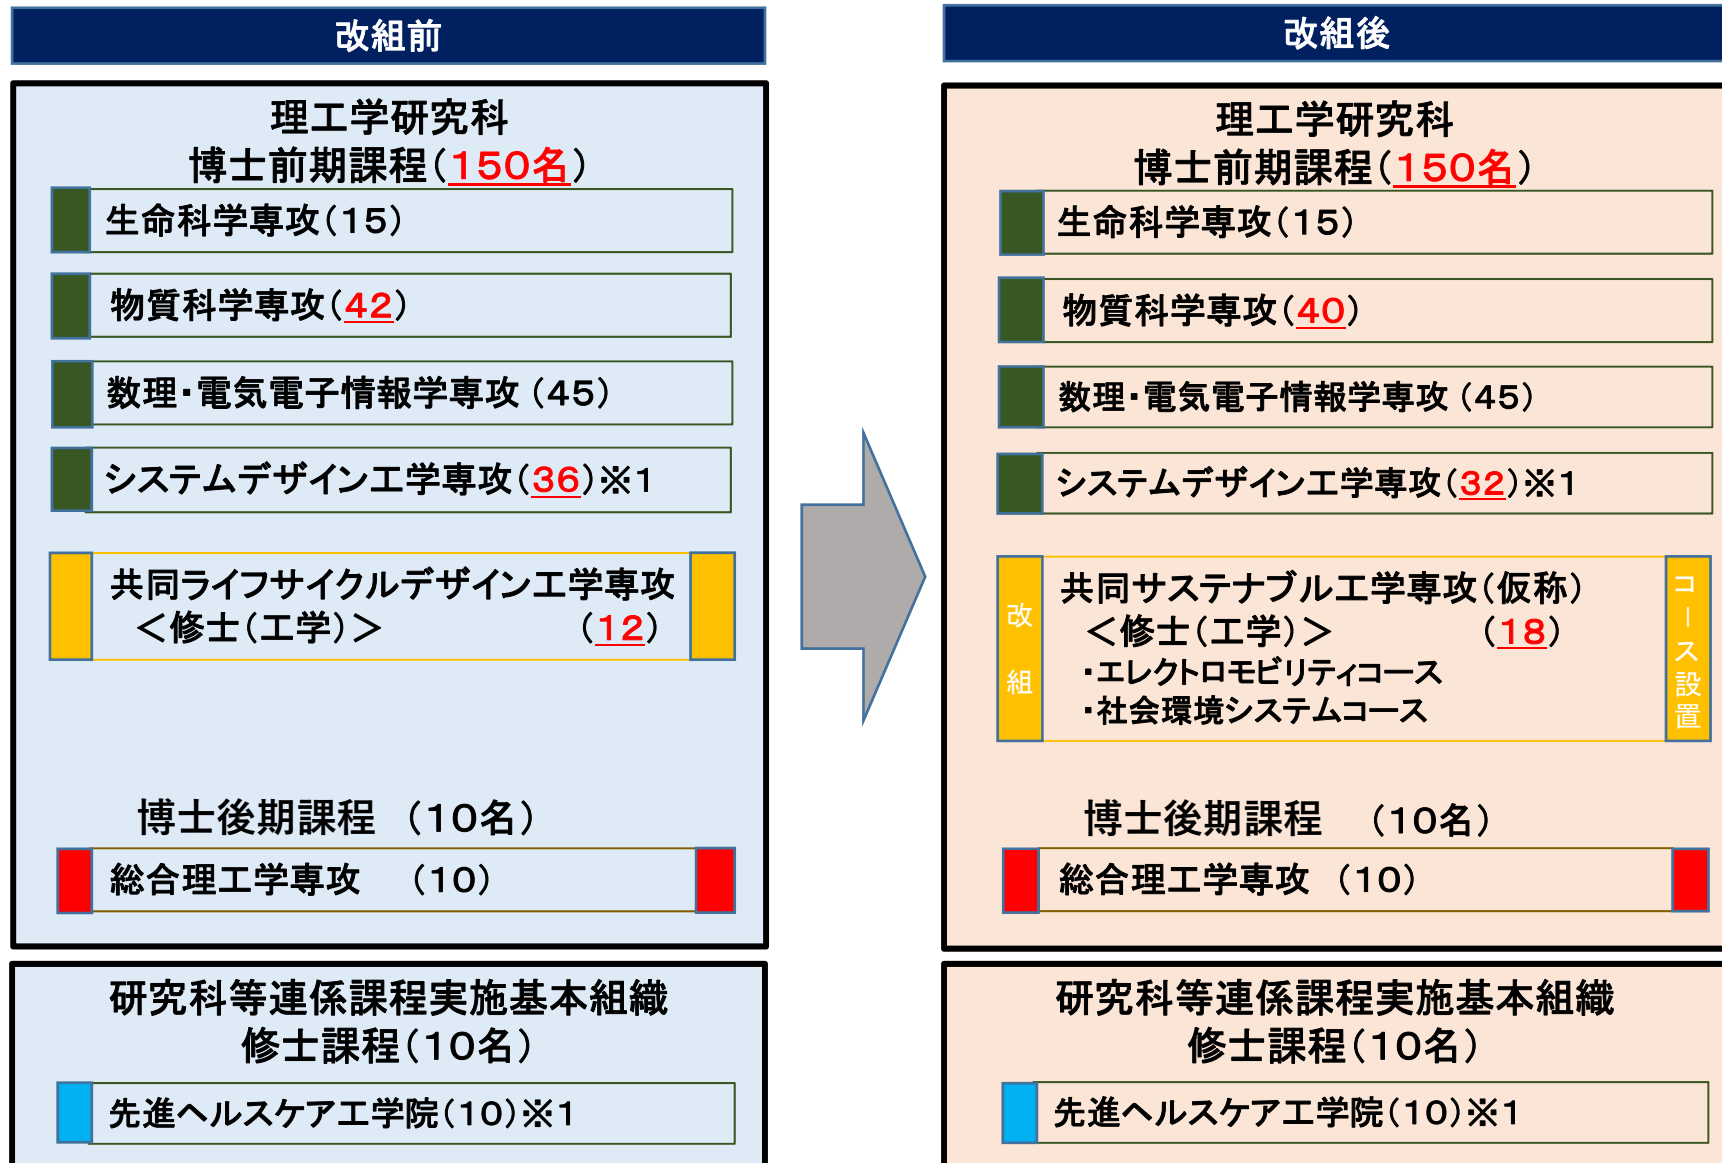 改組前
理工学研究科
博士前期課程(150名)
生命科学専攻(15)
物質科学専攻(42)
数理・電気電子情報学専攻 (45)
システムデザイン工学専攻(36)※1
共同ライフサイクルデザイン工学専攻
＜修士(工学)＞ (12)
博士後期課程 (10名)
総合理工学専攻 (10)
研究科等連係課程実施基本組織
修士課程(10名)
先進ヘルスケア工学院(10)※1
改組後
理工学研究科
博士前期課程(150名)
生命科学専攻(15)
物質科学専攻(40)
数理・電気電子情報学専攻 (45)
システムデザイン工学専攻(32)※1
改組
共同サステナブル工学専攻(仮称)
＜修士(工学)＞ (18)
・エレクトロモビリティコース
・社会環境システムコース
コース設置
博士後期課程 (10名)
総合理工学専攻 (10)
研究科等連係課程実施基本組織
修士課程(10名)
先進ヘルスケア工学院(10)※1